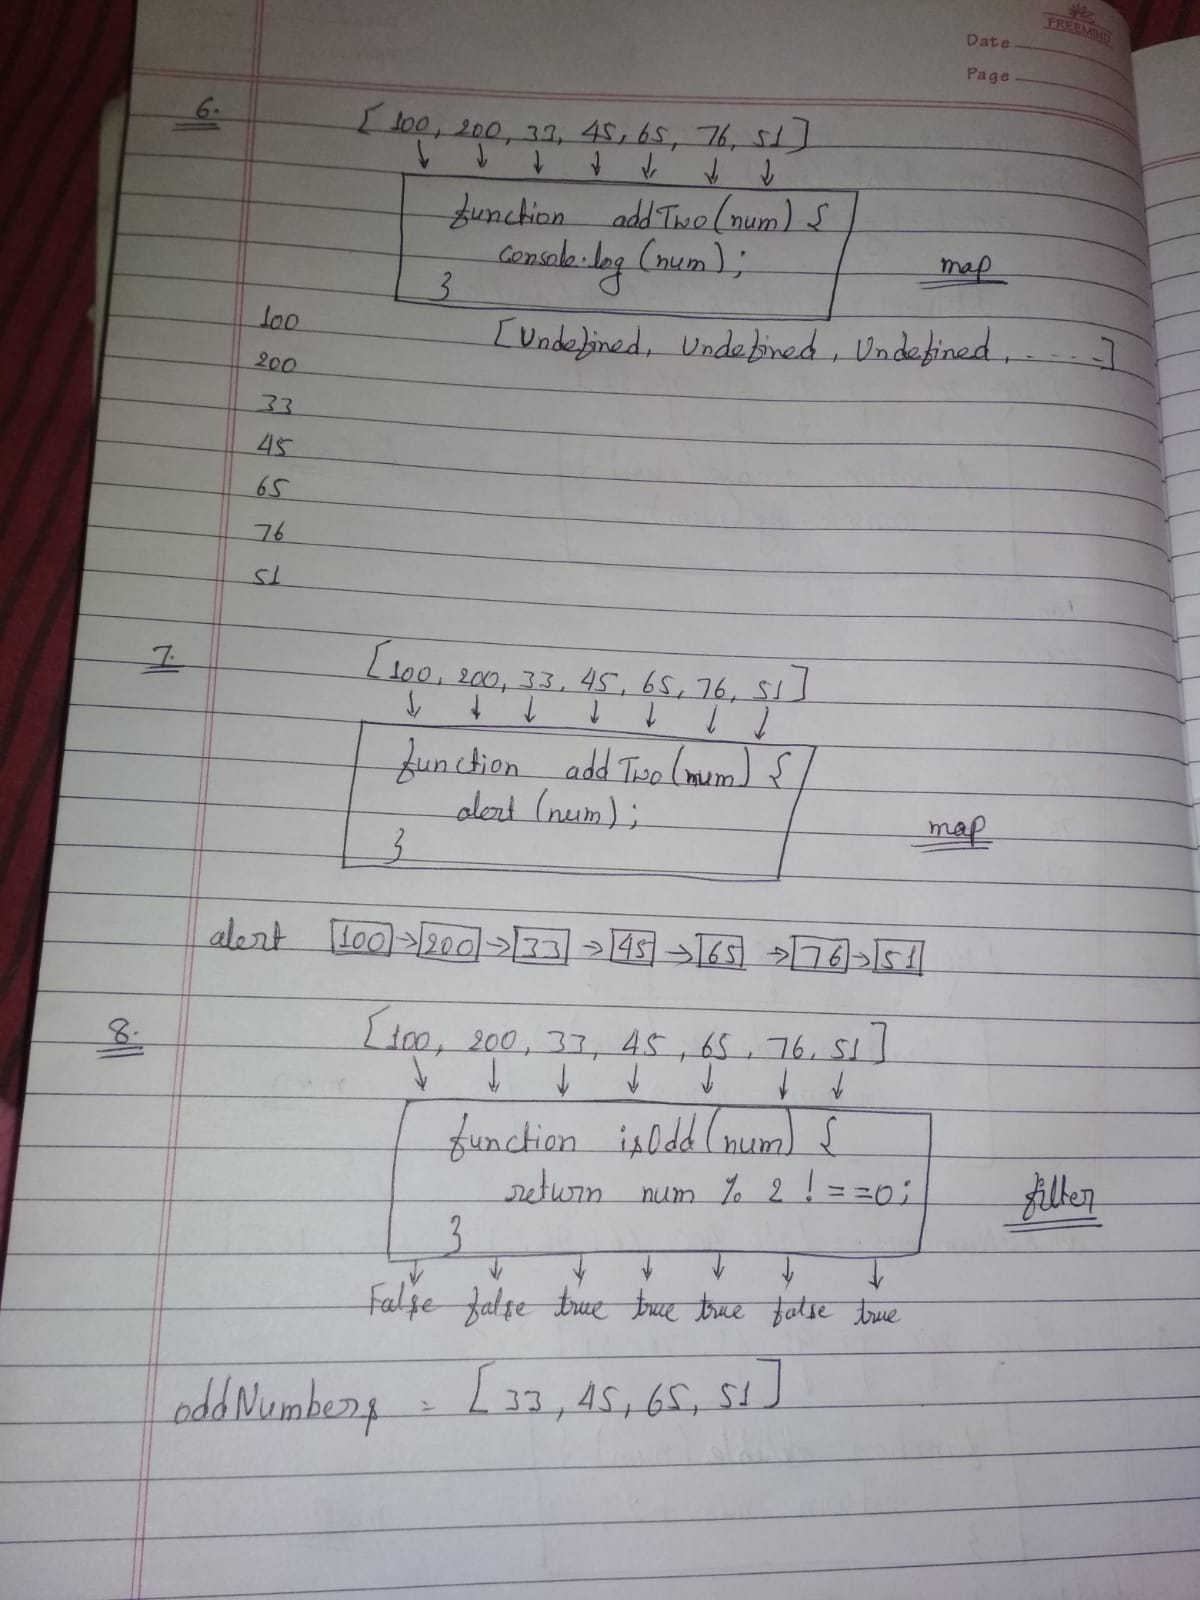 FREEMIND
Date
Page
6.
[100, 200, 33, 45, 65, 76, 51]
↓ ↓ ↓ ↓ ↓ ↓ ↓
function addTwo(num) {
console.log(num);
}
map
[Undefined, Undefined, Undefined, .....]
100
200
33
45
65
76
51
7.
[100, 200, 33, 45, 65, 76, 51]
↓ ↓ ↓ ↓ ↓ ↓ ↓
function addTwo(num) {
alert(num);
}
map
alert 100→200→33→45→65→76→51
8.
[100, 200, 33, 45, 65, 76, 51]
↓ ↓ ↓ ↓ ↓ ↓ ↓
function isOdd(num) {
return num % 2 !==0;
}
filter
↓ ↓ ↓ ↓ ↓ ↓ ↓
False false true true true false true
oddNumbers = [33, 45, 65, 51]